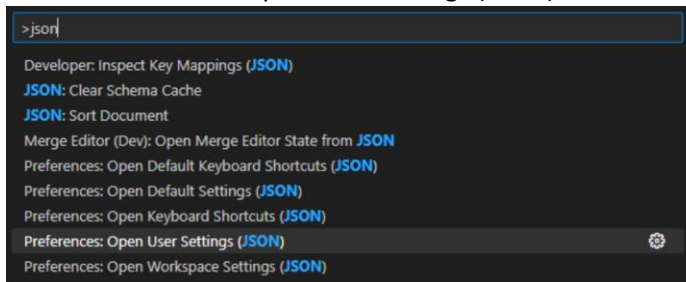 >json
Developer: Inspect Key Mappings (JSON)
JSON: Clear Schema Cache
JSON: Sort Document
Merge Editor (Dev): Open Merge Editor State from JSON
Preferences: Open Default Keyboard Shortcuts (JSON)
Preferences: Open Default Settings (JSON)
Preferences: Open Keyboard Shortcuts (JSON)
Preferences: Open User Settings (JSON)
Preferences: Open Workspace Settings (JSON)